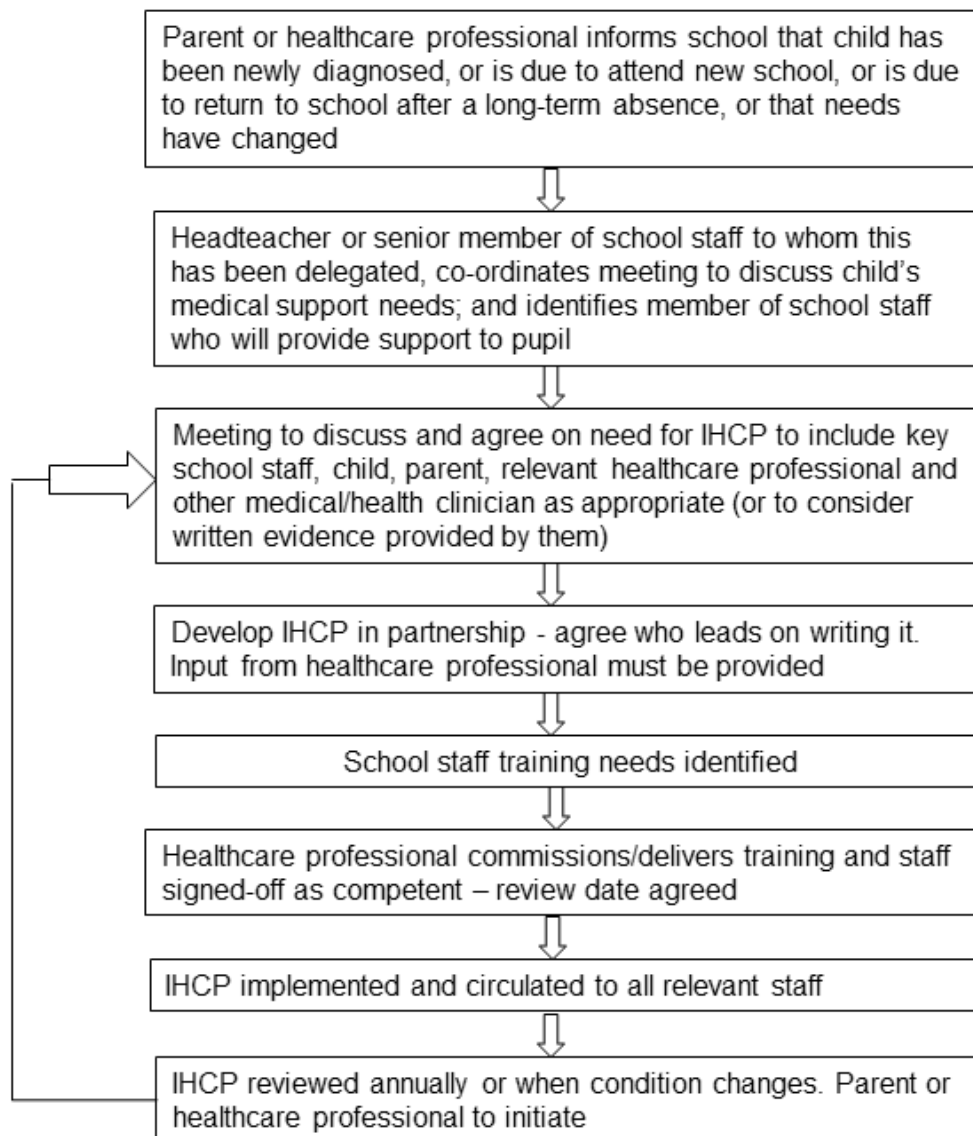 Parent or healthcare professional informs school that child has
been newly diagnosed, or is due to attend new school, or is due
to return to school after a long-term absence, or that needs
have changed
Headteacher or senior member of school staff to whom this
has been delegated, co-ordinates meeting to discuss child's
medical support needs; and identifies member of school staff
who will provide support to pupil
Meeting to discuss and agree on need for IHCP to include key
school staff, child, parent, relevant healthcare professional and
other medical/health clinician as appropriate (or to consider
written evidence provided by them)
Develop IHCP in partnership - agree who leads on writing it.
Input from healthcare professional must be provided
School staff training needs identified
Healthcare professional commissions/delivers training and staff
signed-off as competent – review date agreed
IHCP implemented and circulated to all relevant staff
IHCP reviewed annually or when condition changes. Parent or
healthcare professional to initiate